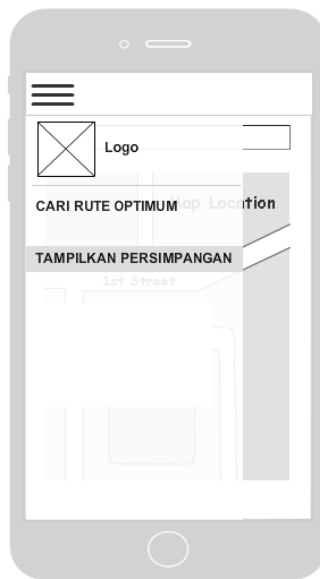 Logo
Map Location
CARI RUTE OPTIMUM
TAMPILKAN PERSIMPANGAN
1st Street